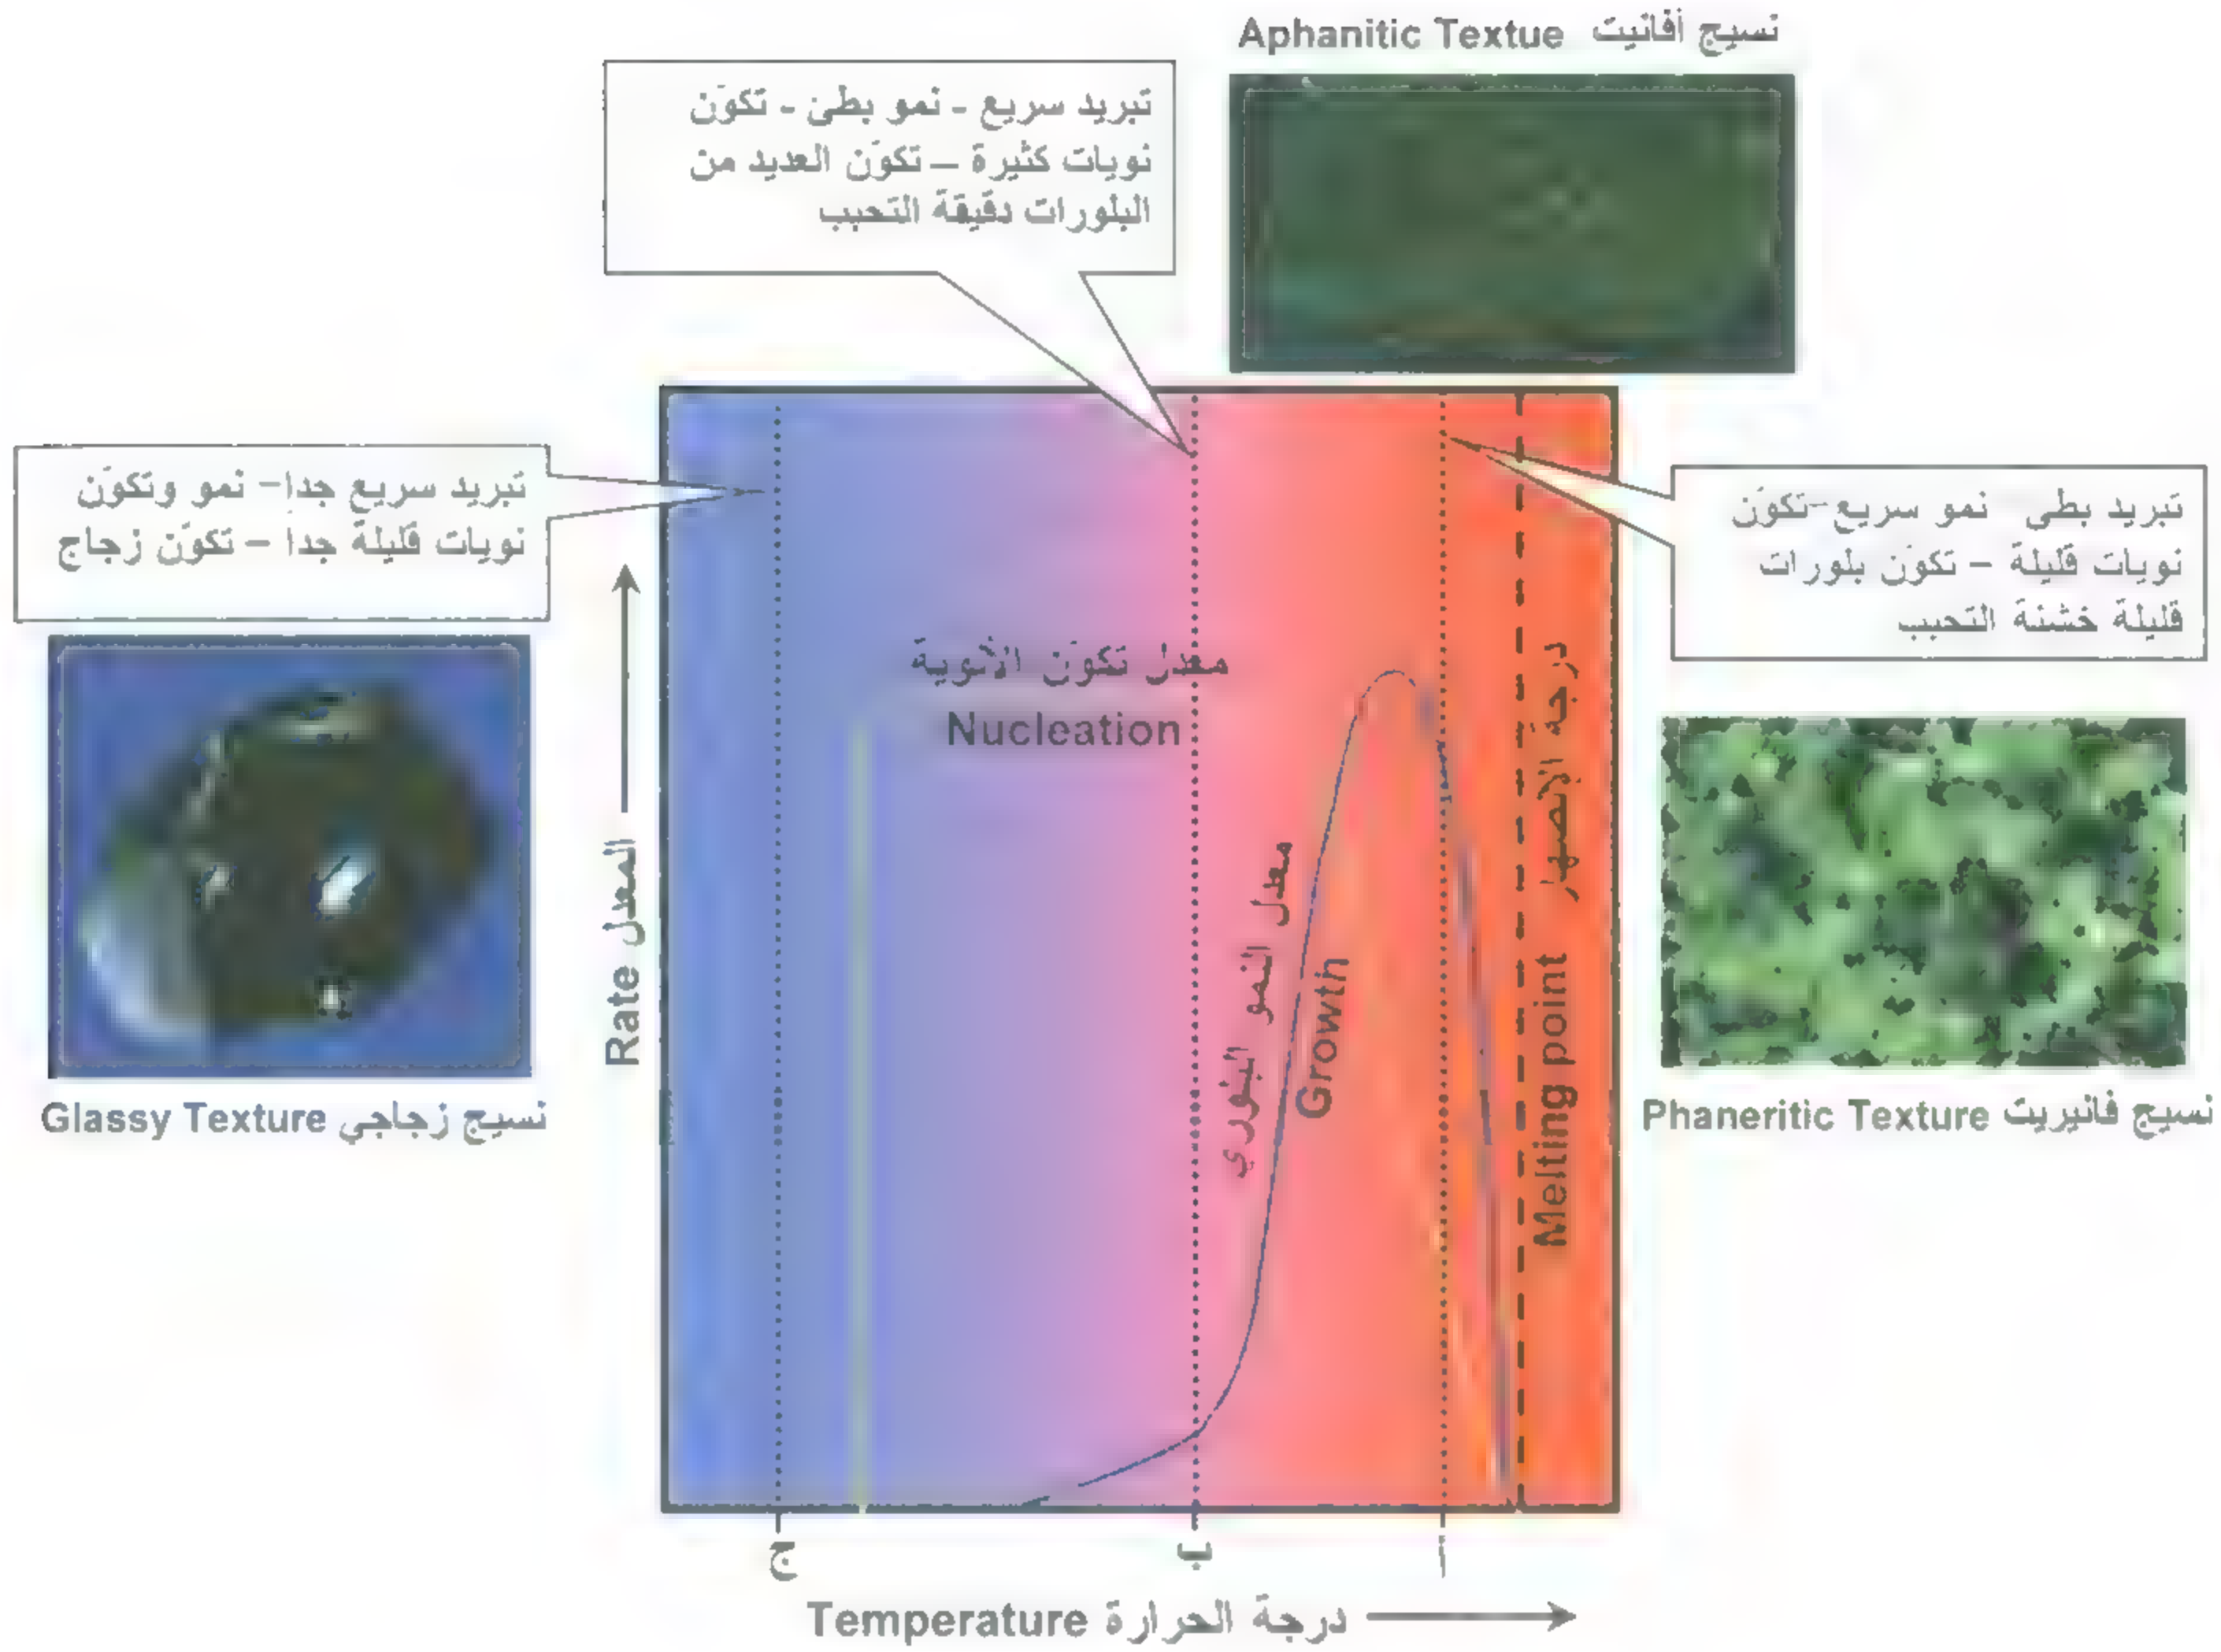 نسيج أفانيت Aphanitic Textue
تبريد سريع - نمو بطئ - تكوّن
نويات كثيرة – تكوّن العديد من
البلورات دقيقة التحبب
تبريد سريع جداً– نمو وتكوّن
نويات قليلة جداً – تكوّن زجاج
تبريد بطئ- نمو سريع-تكوّن
نويات قليلة – تكوّن بلورات
قليلة خشنة التحبب
معدل تكوّن الأنوية
Nucleation
معدل النمو البلوري
Growth
درجة الانصهار Melting point
المعدل Rate
نسيج زجاجي Glassy Texture
نسيج فانيريت Phaneritic Texture
ج
ب
أ
درجة الحرارة Temperature